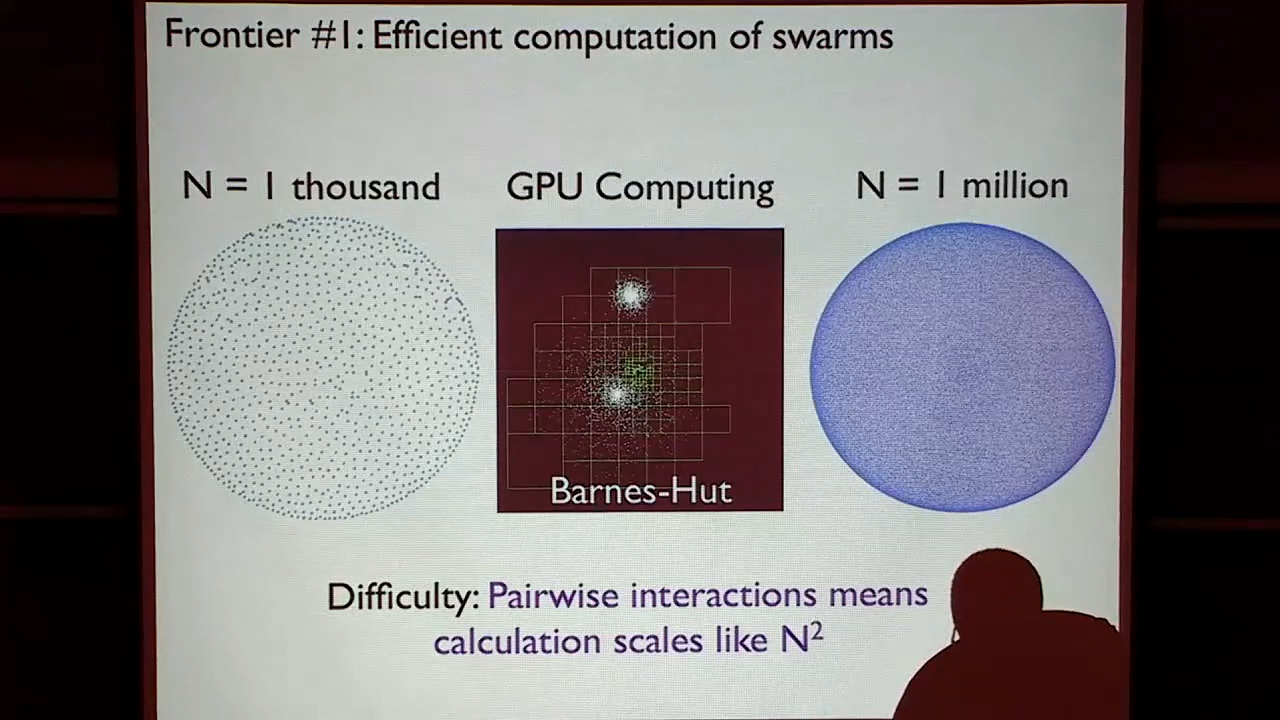 Frontier #1: Efficient computation of swarms
N = 1 thousand
GPU Computing
N = 1 million
Barnes-Hut
Difficulty: Pairwise interactions means
calculation scales like N²